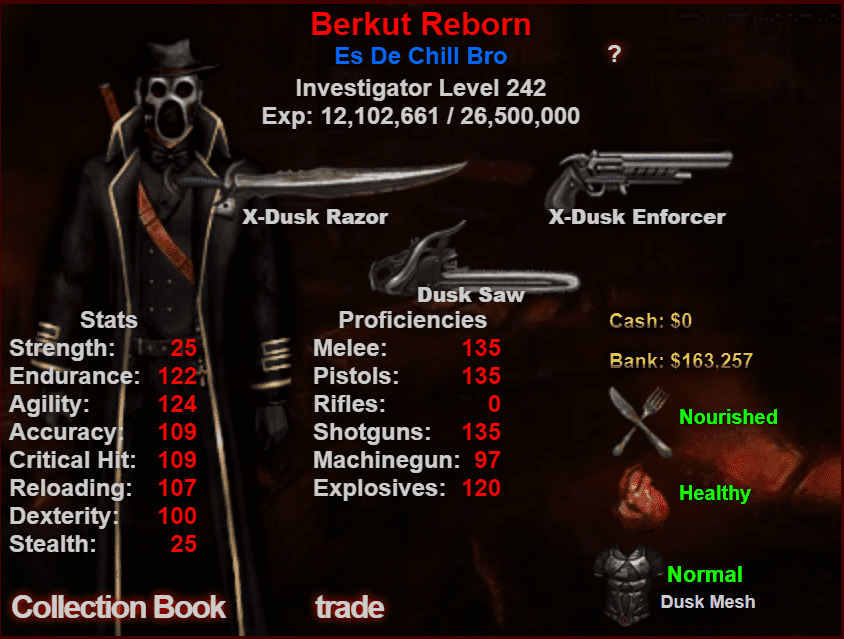 Berkut Reborn
Es De Chill Bro
?
Investigator Level 242
Exp: 12,102,661 / 26,500,000
X-Dusk Razor
X-Dusk Enforcer
Dusk Saw
Stats
Strength: 25
Endurance: 122
Agility: 124
Accuracy: 109
Critical Hit: 109
Reloading: 107
Dexterity: 100
Stealth: 25
Proficiencies
Melee: 135
Pistols: 135
Rifles: 0
Shotguns: 135
Machinegun: 97
Explosives: 120
Cash: $0
Bank: $163,257
Nourished
Healthy
Normal
Dusk Mesh
Collection Book
trade